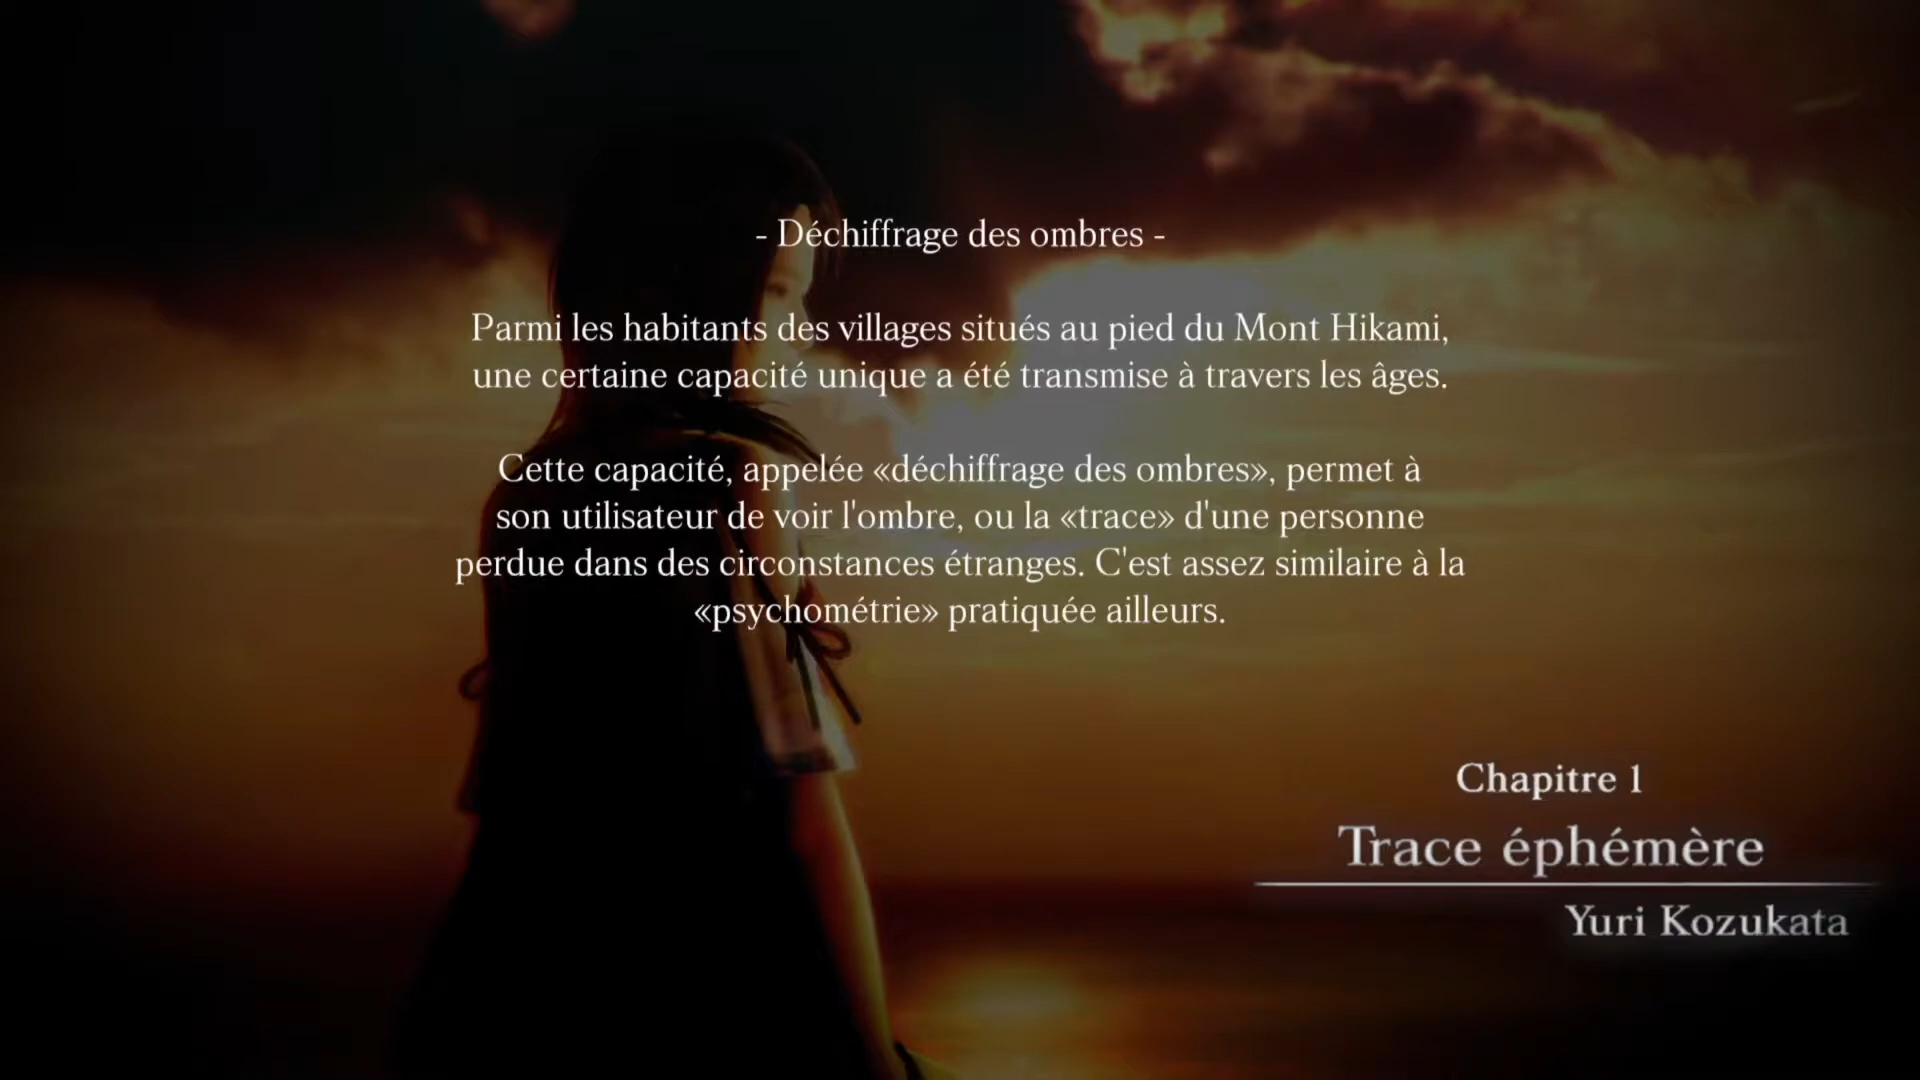 - Déchiffrage des ombres -
Parmi les habitants des villages situés au pied du Mont Hikami,
une certaine capacité unique a été transmise à travers les âges.
Cette capacité, appelée «déchiffrage des ombres», permet à
son utilisateur de voir l'ombre, ou la «trace» d'une personne
perdue dans des circonstances étranges. C'est assez similaire à la
«psychométrie» pratiquée ailleurs.
Chapitre 1
Trace éphémère
Yuri Kozukata